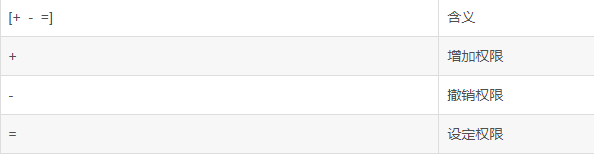 [+ - =] 含义
+ 增加权限
- 撤销权限
= 设定权限